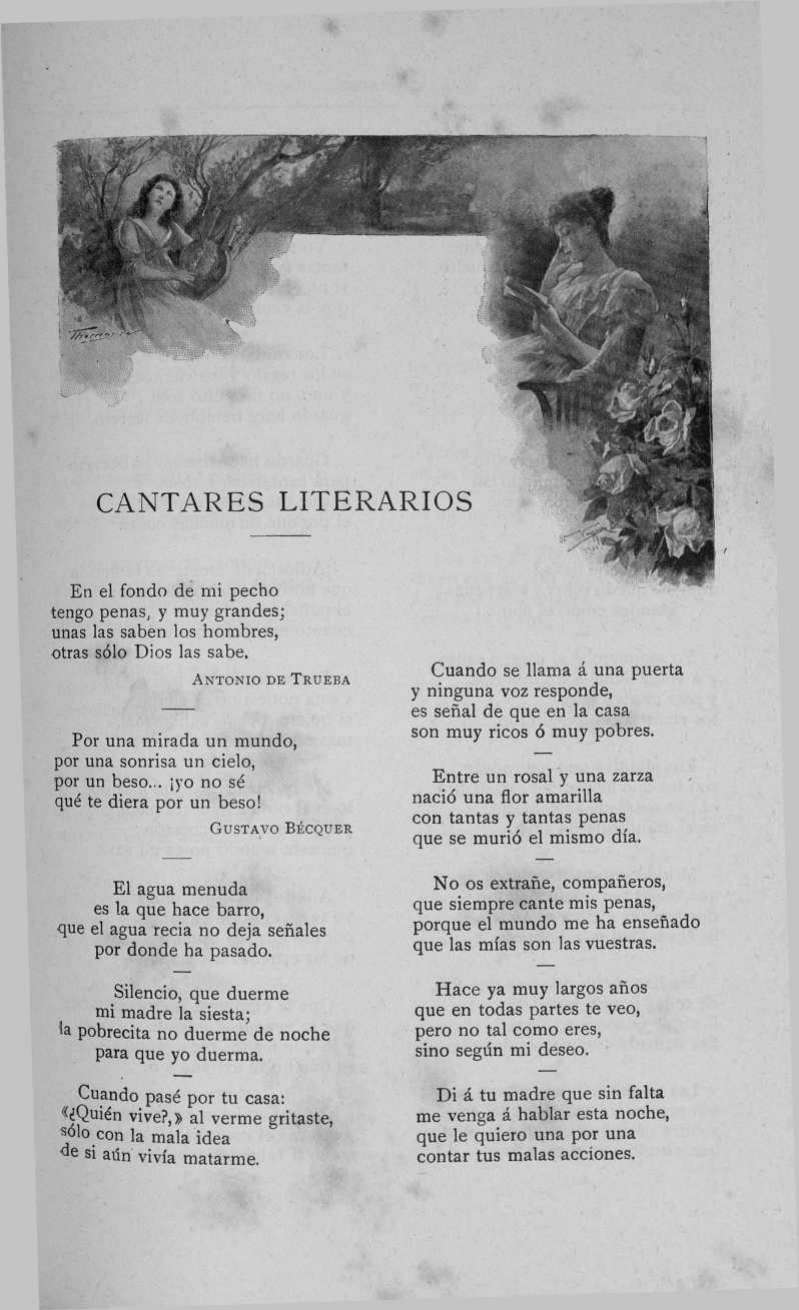 CANTARES LITERARIOS
En el fondo de mi pecho
tengo penas, y muy grandes;
unas las saben los hombres,
otras sólo Dios las sabe.
ANTONIO DE TRUEBA
Por una mirada un mundo,
por una sonrisa un cielo,
por un beso... ¡yo no sé
qué te diera por un beso!
GUSTAVO BÉCQUER
El agua menuda
es la que hace barro,
que el agua recia no deja señales
por donde ha pasado.
Silencio, que duerme
mi madre la siesta;
la pobrecita no duerme de noche
para que yo duerma.
Cuando pasé por tu casa:
«¿Quién vive?,» al verme gritaste,
sólo con la mala idea
de si aún vivía matarme.
Cuando se llama á una puerta
y ninguna voz responde,
es señal de que en la casa
son muy ricos ó muy pobres.
Entre un rosal y una zarza
nació una flor amarilla
con tantas y tantas penas
que se murió el mismo día.
No os extrañe, compañeros,
que siempre cante mis penas,
porque el mundo me ha enseñado
que las mías son las vuestras.
Hace ya muy largos años
que en todas partes te veo,
pero no tal como eres,
sino según mi deseo.
Di á tu madre que sin falta
me venga á hablar esta noche,
que le quiero una por una
contar tus malas acciones.